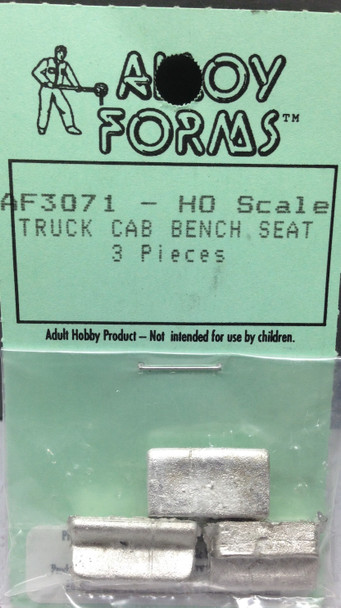 ALLOY
FORMS™
AF3071 - HO Scale
TRUCK CAB BENCH SEAT
3 Pieces
Adult Hobby Product – Not intended for use by children.